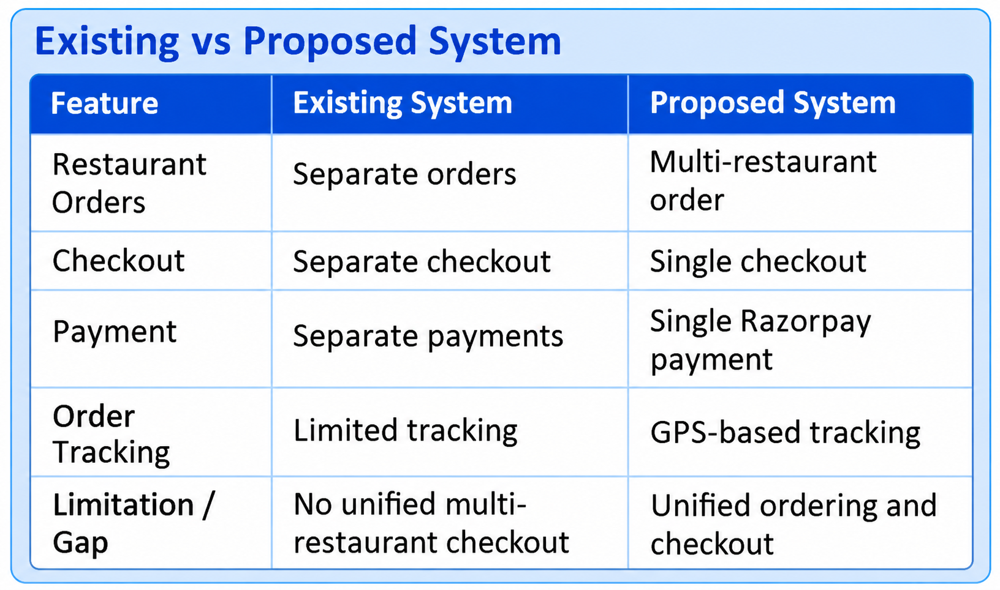 Existing vs Proposed System
Feature
Existing System
Proposed System
Restaurant
Orders
Separate orders
Multi-restaurant
order
Checkout
Separate checkout
Single checkout
Payment
Separate payments
Single Razorpay
payment
Order
Tracking
Limited tracking
GPS-based tracking
Limitation /
Gap
No unified multi-
restaurant checkout
Unified ordering and
checkout